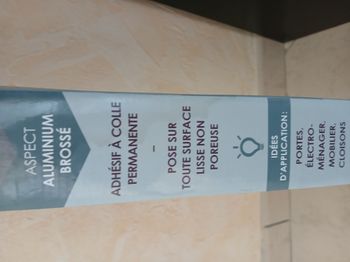 ASPECT
ALUMINIUM
BROSSÉ
ADHÉSIF À COLLE
PERMANENTE
-
POSE SUR
TOUTE SURFACE
LISSE NON
POREUSE
IDÉES
D'APPLICATION:
PORTES,
ÉLECTRO-
MÉNAGER,
MOBILIER,
CLOISONS